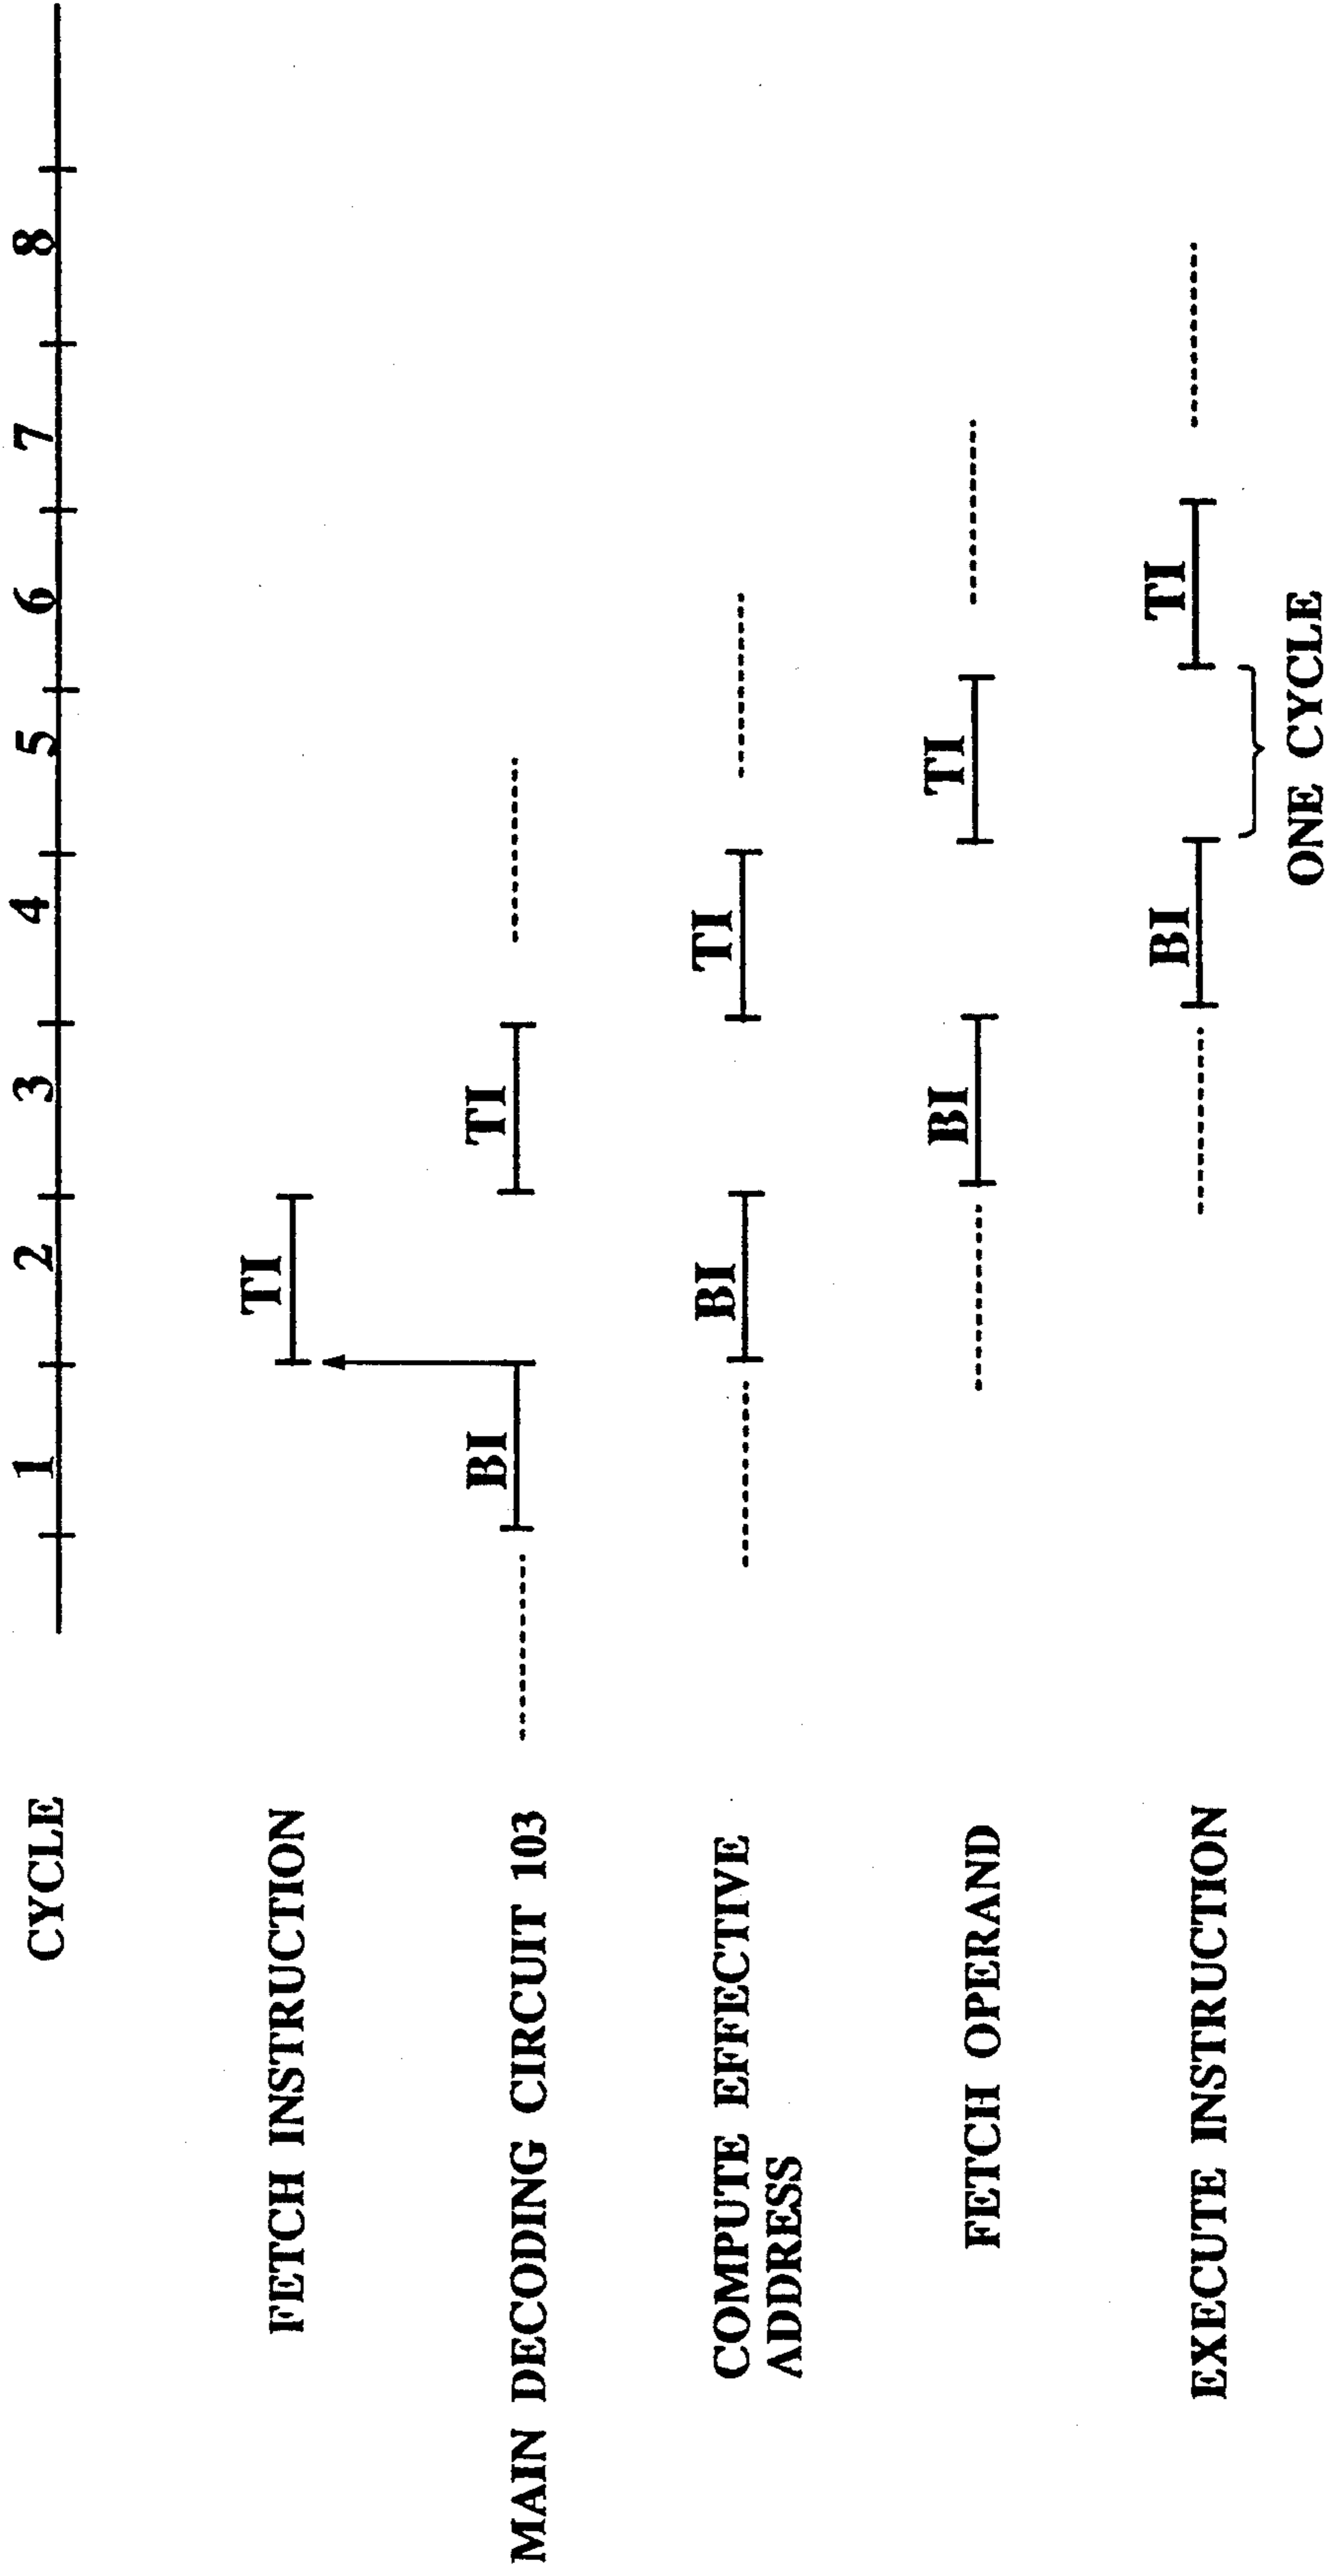 CYCLE 1 2 3 4 5 6 7 8
FETCH INSTRUCTION TI
MAIN DECODING CIRCUIT 103 BI TI
COMPUTE EFFECTIVE BI TI
ADDRESS
FETCH OPERAND BI TI
EXECUTE INSTRUCTION BI TI
ONE CYCLE